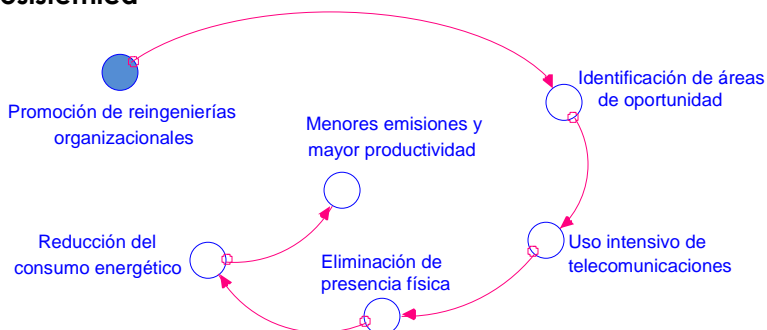 Promoción de reingenierías
organizacionales
Identificación de áreas
de oportunidad
Uso intensivo de
telecomunicaciones
Eliminación de
presencia física
Reducción del
consumo energético
Menores emisiones y
mayor productividad